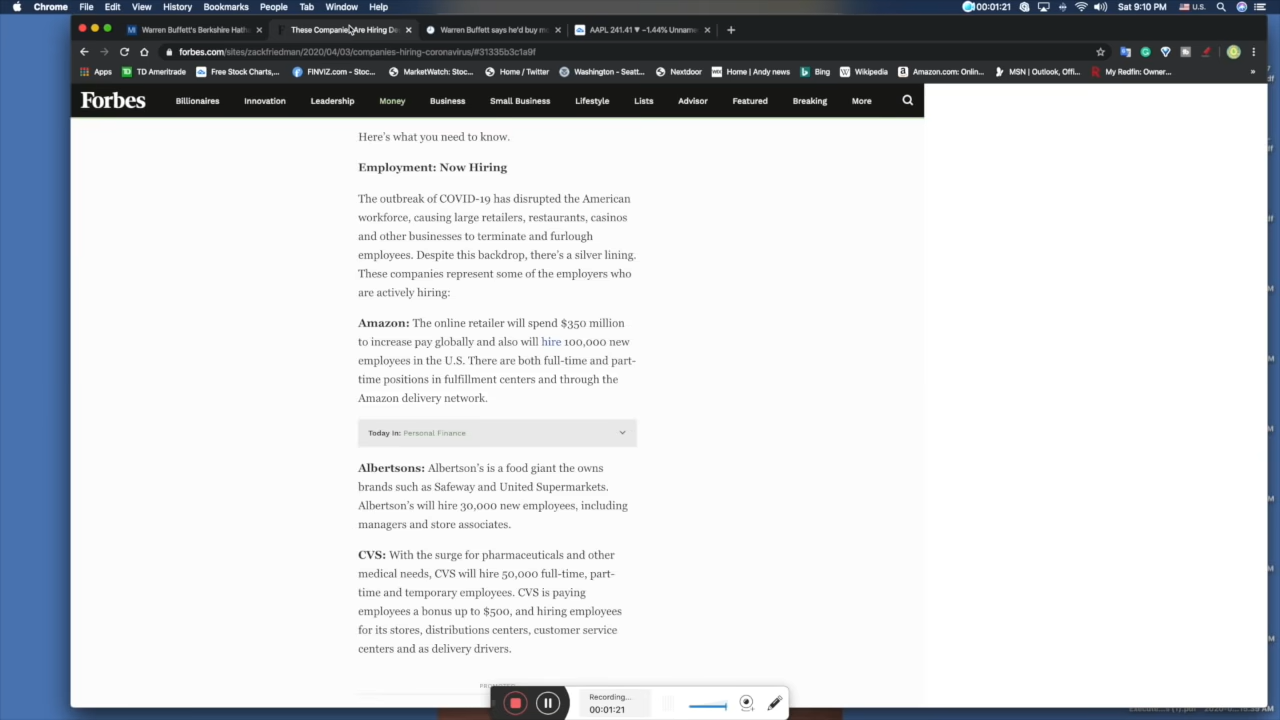 Chrome File Edit View History Bookmarks People Tab Window Help 00:01:21 U.S. Sat 9:10 PM
Warren Buffett's Berkshire Hath These Companies Are Hiring De Warren Buffett says he'd buy m AAPL 241.41 ▼ −1.44% Unnam
forbes.com/sites/zackfriedman/2020/04/03/companies-hiring-coronavirus/#31335b3c1a9f
Apps TD Ameritrade Free Stock Charts,... FINVIZ.com - Stoc... MarketWatch: Stoc... Home / Twitter Washington - Seatt... Nextdoor Home | Andy news Bing Wikipedia Amazon.com: Onlin... MSN | Outlook, Offi... My Redfin: Owner... »
Forbes Billionaires Innovation Leadership Money Business Small Business Lifestyle Lists Advisor Featured Breaking More
Here's what you need to know.
Employment: Now Hiring
The outbreak of COVID-19 has disrupted the American
workforce, causing large retailers, restaurants, casinos
and other businesses to terminate and furlough
employees. Despite this backdrop, there's a silver lining.
These companies represent some of the employers who
are actively hiring:
Amazon: The online retailer will spend $350 million
to increase pay globally and also will hire 100,000 new
employees in the U.S. There are both full-time and part-
time positions in fulfillment centers and through the
Amazon delivery network.
Today In: Personal Finance
Albertsons: Albertson's is a food giant the owns
brands such as Safeway and United Supermarkets.
Albertson's will hire 30,000 new employees, including
managers and store associates.
CVS: With the surge for pharmaceuticals and other
medical needs, CVS will hire 50,000 full-time, part-
time and temporary employees. CVS is paying
employees a bonus up to $500, and hiring employees
for its stores, distributions centers, customer service
centers and as delivery drivers.
PROMOTED
Recording...
00:01:21